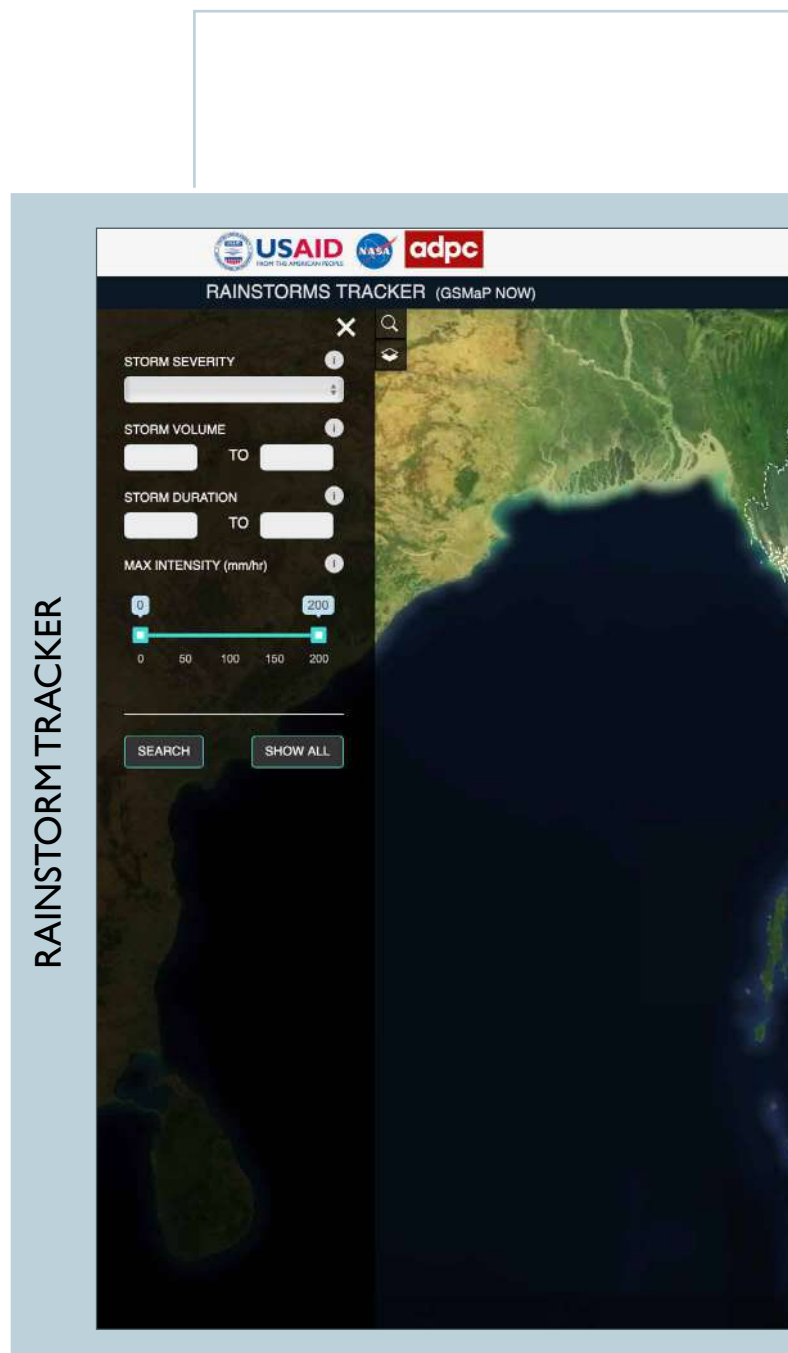 RAINSTORM TRACKER
USAID
FROM THE AMERICAN PEOPLE
NASA
adpc
RAINSTORMS TRACKER (GSMaP NOW)
STORM SEVERITY
STORM VOLUME
TO
STORM DURATION
TO
MAX INTENSITY (mm/hr)
0 200
0 50 100 150 200
SEARCH SHOW ALL